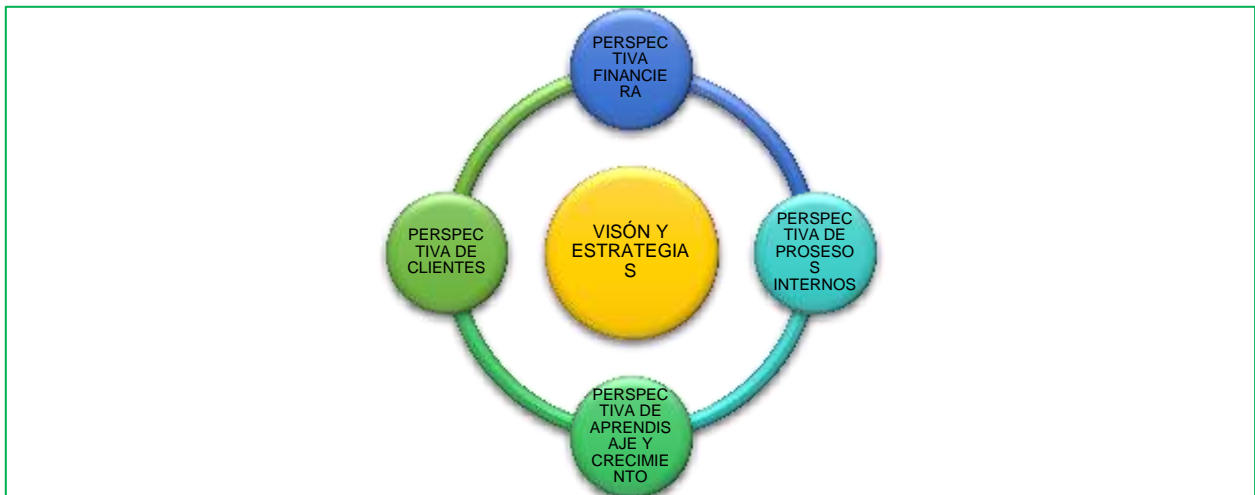 PERSPEC
TIVA
FINANCIE
RA
PERSPEC
TIVA DE
CLIENTES
VISÓN Y
ESTRATEGIA
S
PERSPEC
TIVA DE
PROSESO
S
INTERNOS
PERSPEC
TIVA DE
APRENDIS
AJE Y
CRECIMIE
NTO